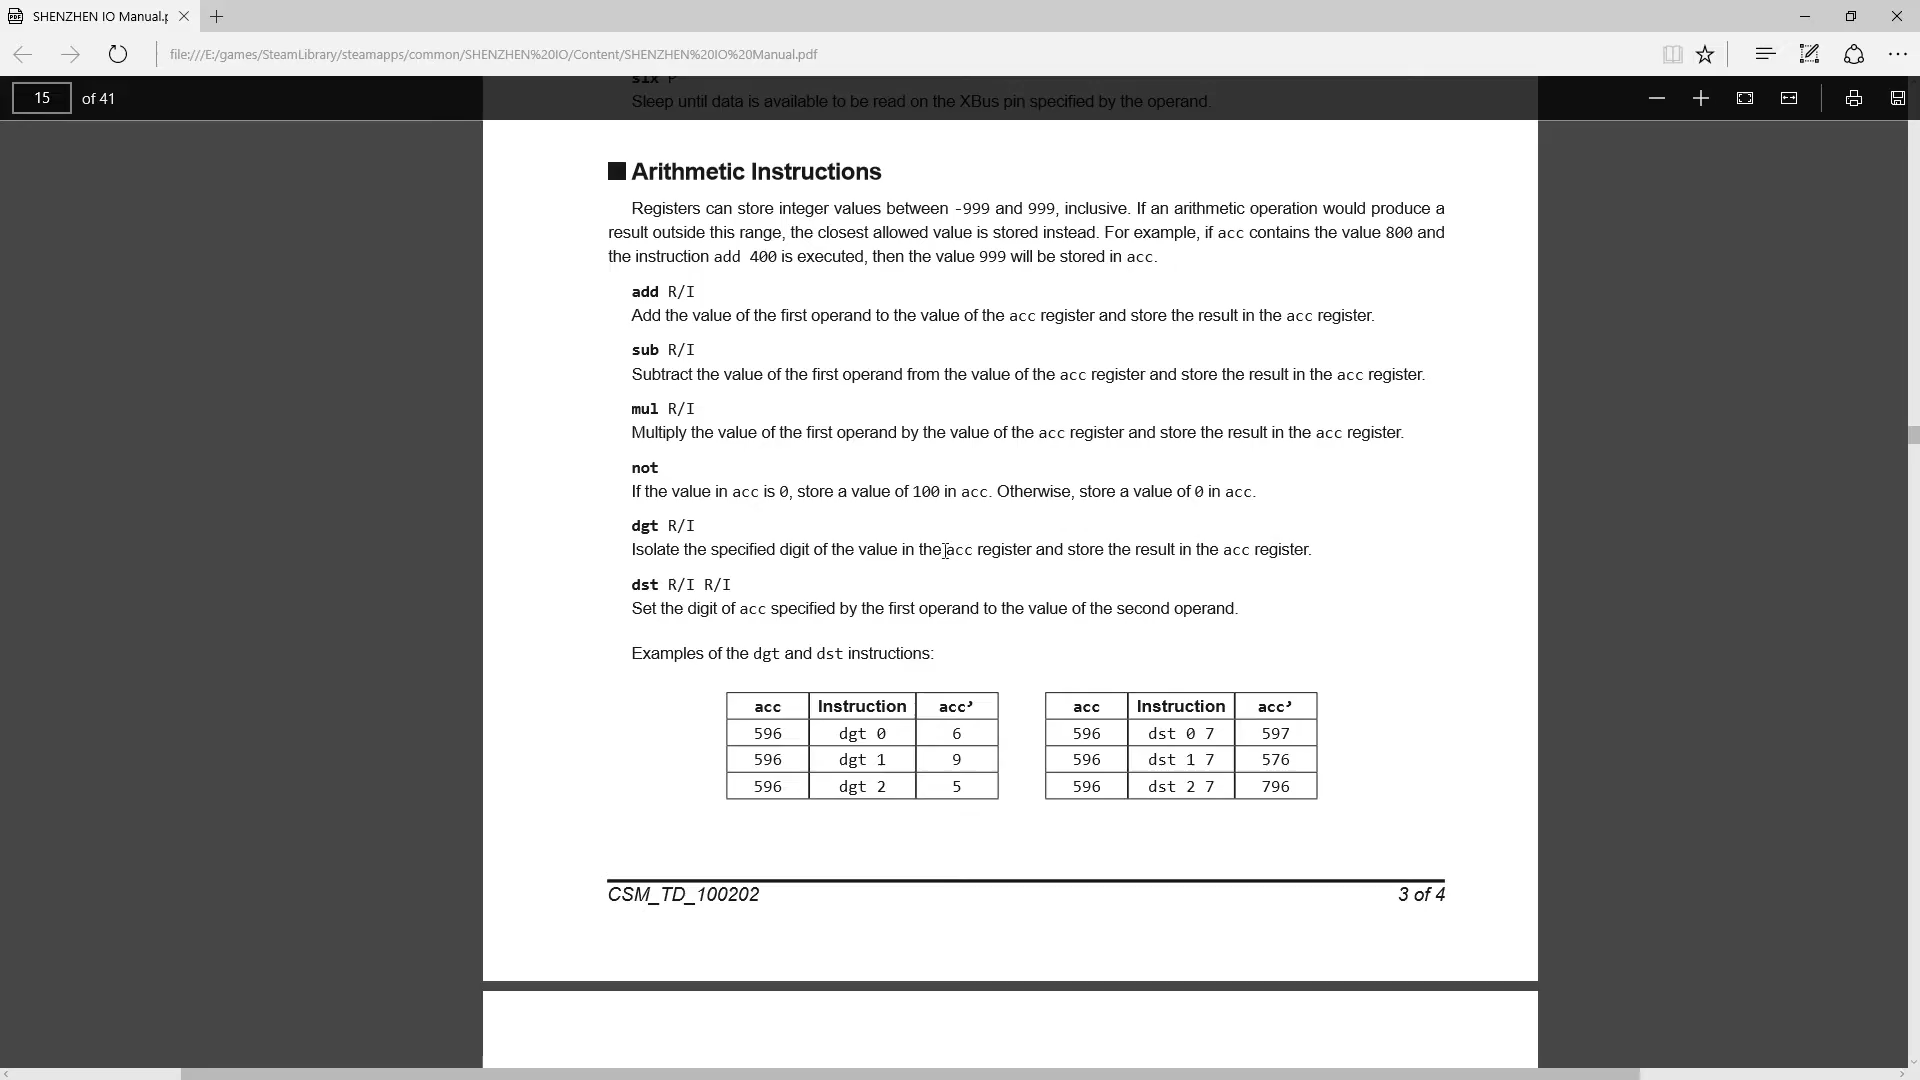 SHENZHEN IO Manual.p
file:///E:/games/SteamLibrary/steamapps/common/SHENZHEN%20IO/Content/SHENZHEN%20IO%20Manual.pdf
15 of 41
slx P
Sleep until data is available to be read on the XBus pin specified by the operand.
Arithmetic Instructions
Registers can store integer values between -999 and 999, inclusive. If an arithmetic operation would produce a
result outside this range, the closest allowed value is stored instead. For example, if acc contains the value 800 and
the instruction add 400 is executed, then the value 999 will be stored in acc.
add R/I
Add the value of the first operand to the value of the acc register and store the result in the acc register.
sub R/I
Subtract the value of the first operand from the value of the acc register and store the result in the acc register.
mul R/I
Multiply the value of the first operand by the value of the acc register and store the result in the acc register.
not
If the value in acc is 0, store a value of 100 in acc. Otherwise, store a value of 0 in acc.
dgt R/I
Isolate the specified digit of the value in the acc register and store the result in the acc register.
dst R/I R/I
Set the digit of acc specified by the first operand to the value of the second operand.
Examples of the dgt and dst instructions:
acc Instruction acc’
596 dgt 0 6
596 dgt 1 9
596 dgt 2 5
acc Instruction acc’
596 dst 0 7 597
596 dst 1 7 576
596 dst 2 7 796
CSM_TD_100202 3 of 4